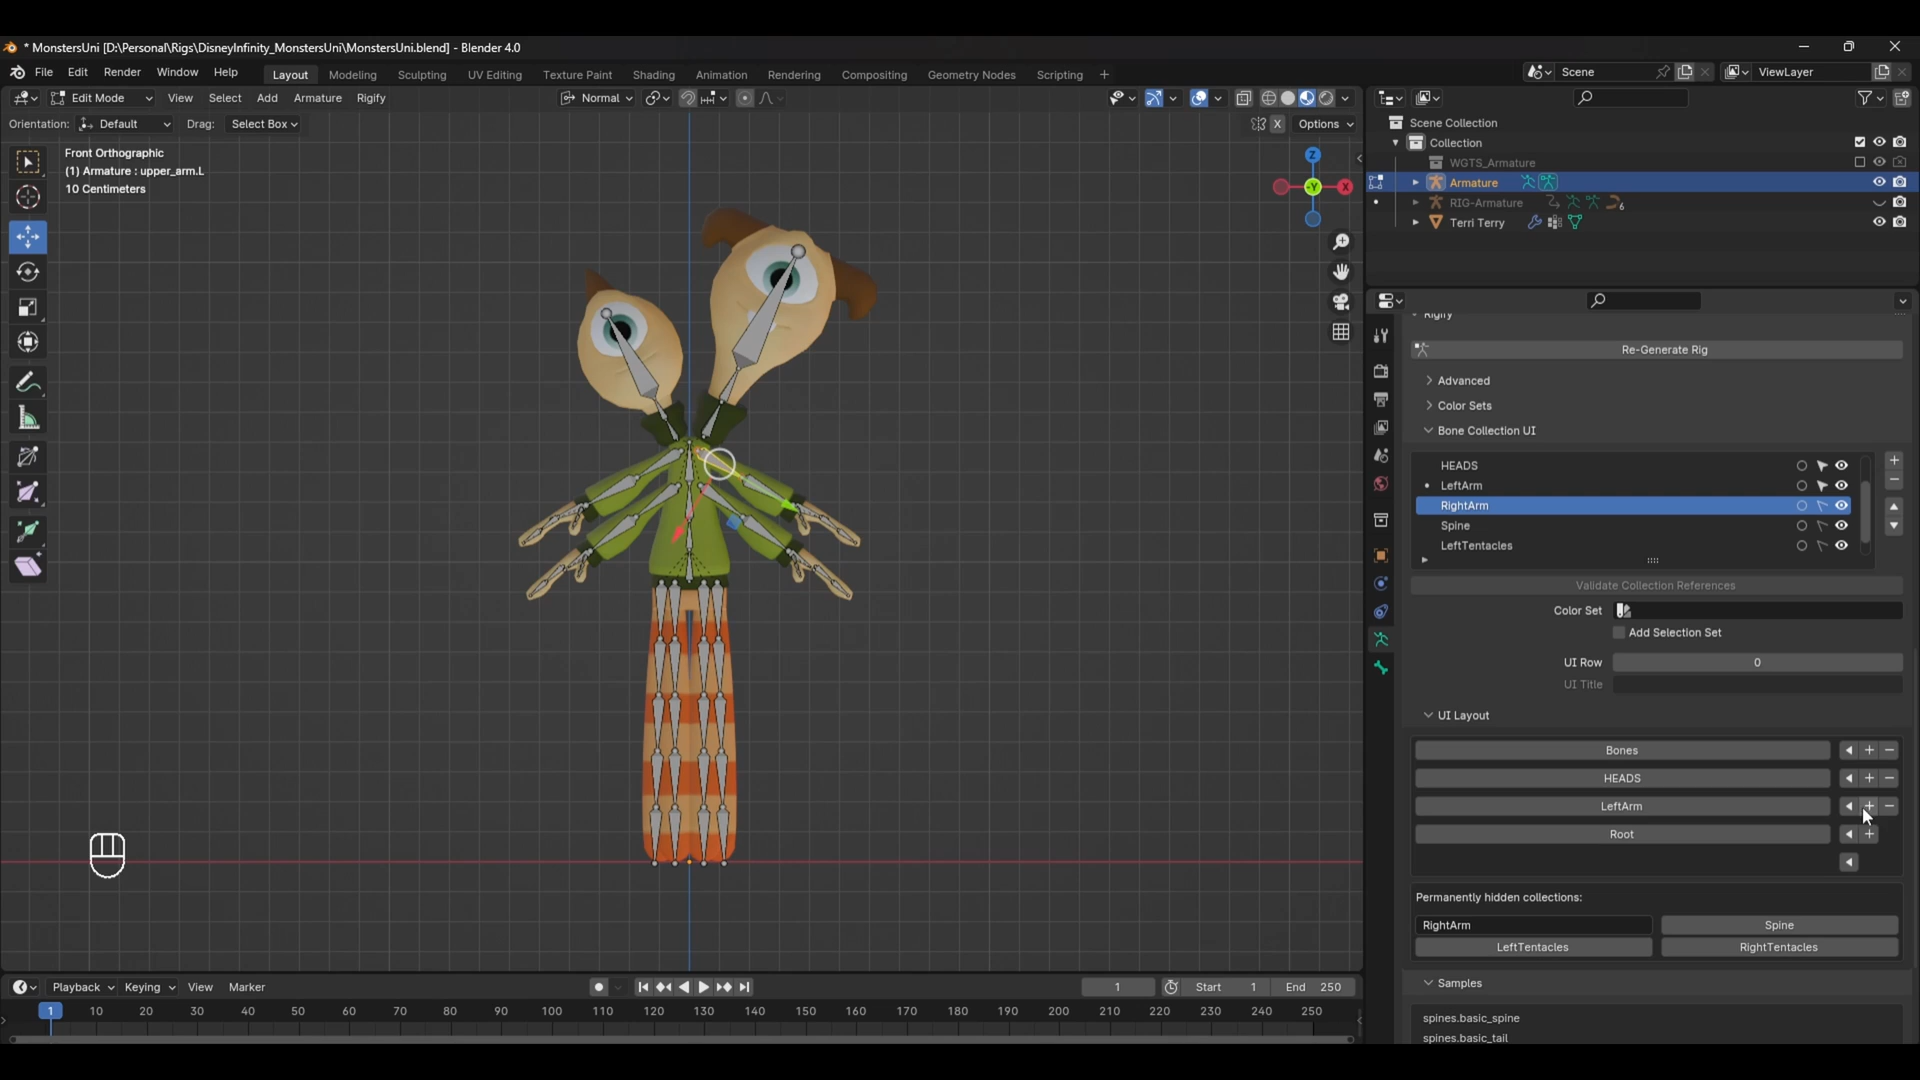 * MonstersUni [D:\Personal\Rigs\DisneyInfinity_MonstersUni\MonstersUni.blend] - Blender 4.0
File Edit Render Window Help Layout Modeling Sculpting UV Editing Texture Paint Shading Animation Rendering Compositing Geometry Nodes Scripting + Scene ViewLayer
Edit Mode View Select Add Armature Rigify Normal
Orientation: Default Drag: Select Box X Options
Front Orthographic
(1) Armature : upper_arm.L
10 Centimeters
Z
-Y X
Scene Collection
Collection
WGTS_Armature
Armature
RIG-Armature 6
Terri Terry
Rigify
Re-Generate Rig
Advanced
Color Sets
Bone Collection UI
HEADS
LeftArm
RightArm
Spine
LeftTentacles
Validate Collection References
Color Set
Add Selection Set
UI Row 0
UI Title
UI Layout
Bones
HEADS
LeftArm
Root
Permanently hidden collections:
RightArm Spine
LeftTentacles RightTentacles
Samples
spines.basic_spine
spines.basic_tail
Playback Keying View Marker 1 Start 1 End 250
1 10 20 30 40 50 60 70 80 90 100 110 120 130 140 150 160 170 180 190 200 210 220 230 240 250